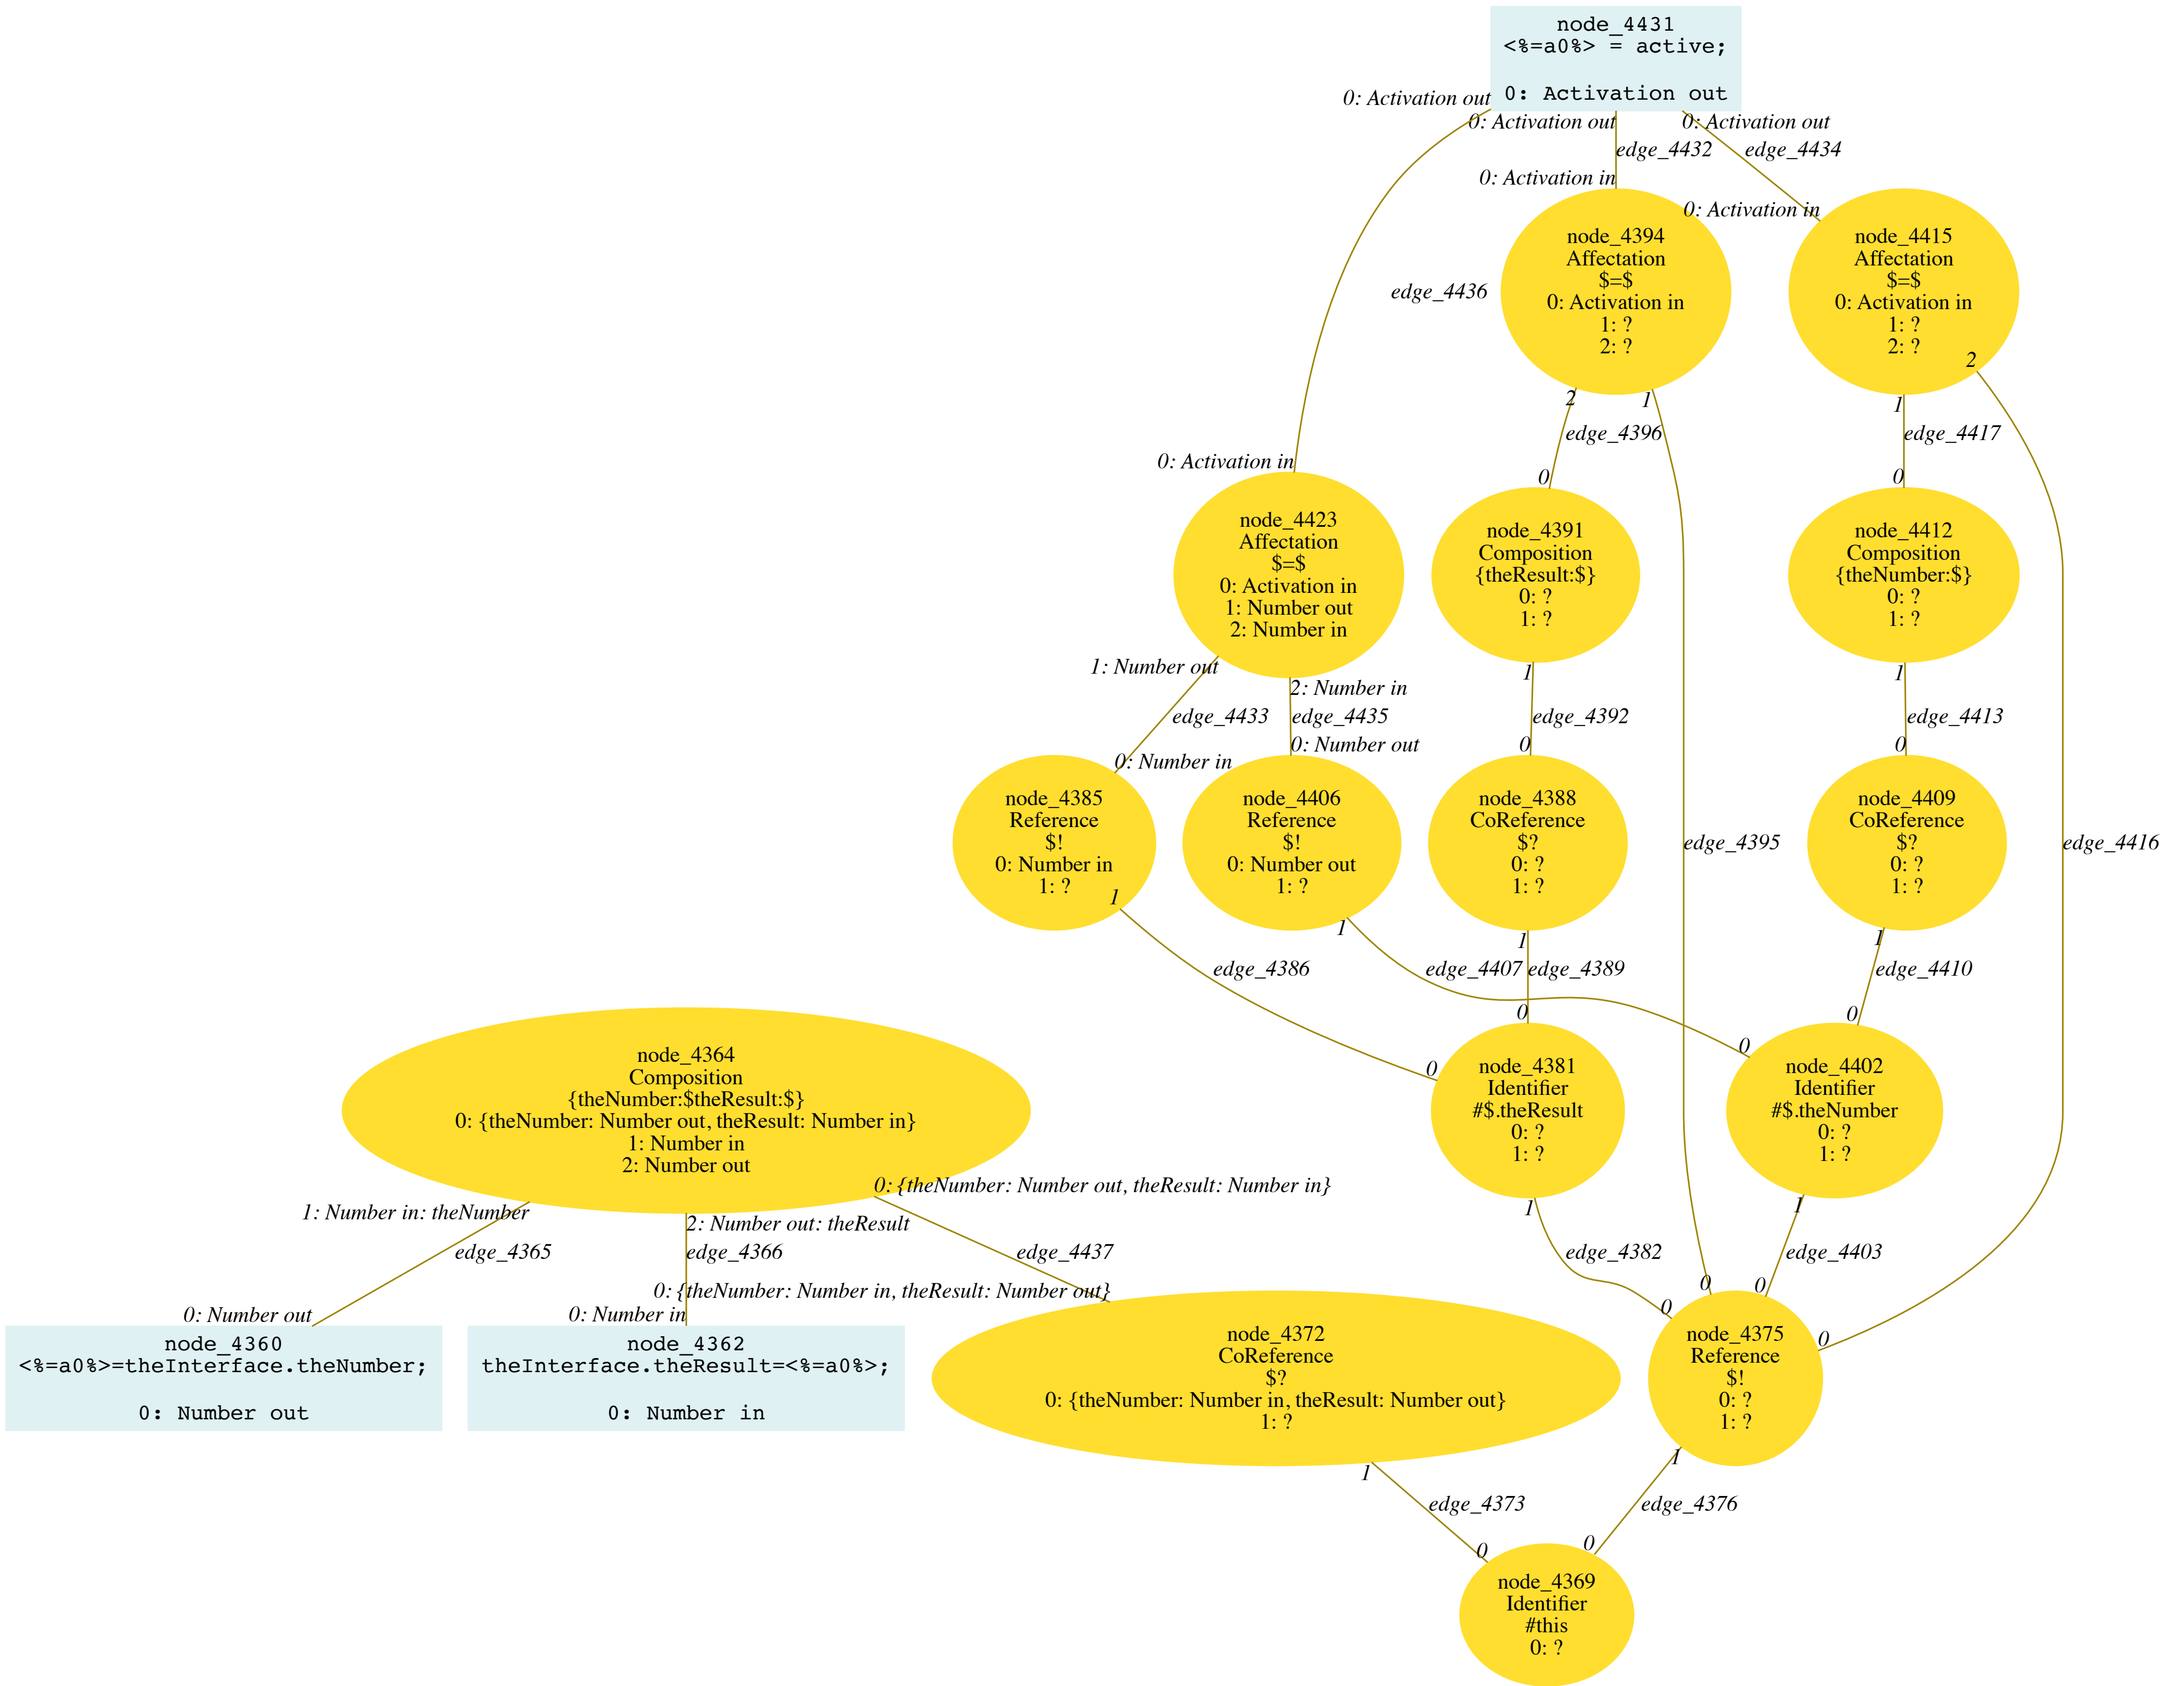 node_4431
<%=a0%> = active;
0: Activation out
0: Activation out
0: Activation out
0: Activation out
edge_4432
edge_4434
0: Activation in
0: Activation in
node_4394
Affectation
$=$
0: Activation in
1: ?
2: ?
node_4415
Affectation
$=$
0: Activation in
1: ?
2: ?
edge_4436
2
2
1
1
edge_4396
edge_4417
0: Activation in
0
0
node_4423
Affectation
$=$
0: Activation in
1: Number out
2: Number in
node_4391
Composition
{theResult:$}
0: ?
1: ?
node_4412
Composition
{theNumber:$}
0: ?
1: ?
1: Number out
2: Number in
1
1
edge_4433
edge_4435
edge_4392
edge_4413
0: Number in
0: Number out
0
0
node_4385
Reference
$!
0: Number in
1: ?
node_4406
Reference
$!
0: Number out
1: ?
node_4388
CoReference
$?
0: ?
1: ?
edge_4395
node_4409
CoReference
$?
0: ?
1: ?
edge_4416
1
1
1
1
edge_4386
edge_4407
edge_4389
edge_4410
0
0
0
0
node_4364
Composition
{theNumber:$theResult:$}
0: {theNumber: Number out, theResult: Number in}
1: Number in
2: Number out
node_4381
Identifier
#$.theResult
0: ?
1: ?
node_4402
Identifier
#$.theNumber
0: ?
1: ?
0: {theNumber: Number out, theResult: Number in}
1: Number in: theNumber
2: Number out: theResult
1
1
edge_4365
edge_4366
edge_4437
edge_4382
edge_4403
0: {theNumber: Number in, theResult: Number out}
0: Number out
0: Number in
0
0
0
0
node_4360
<%=a0%>=theInterface.theNumber;
0: Number out
node_4362
theInterface.theResult=<%=a0%>;
0: Number in
node_4372
CoReference
$?
0: {theNumber: Number in, theResult: Number out}
1: ?
node_4375
Reference
$!
0: ?
1: ?
1
1
edge_4373
edge_4376
0
0
node_4369
Identifier
#this
0: ?